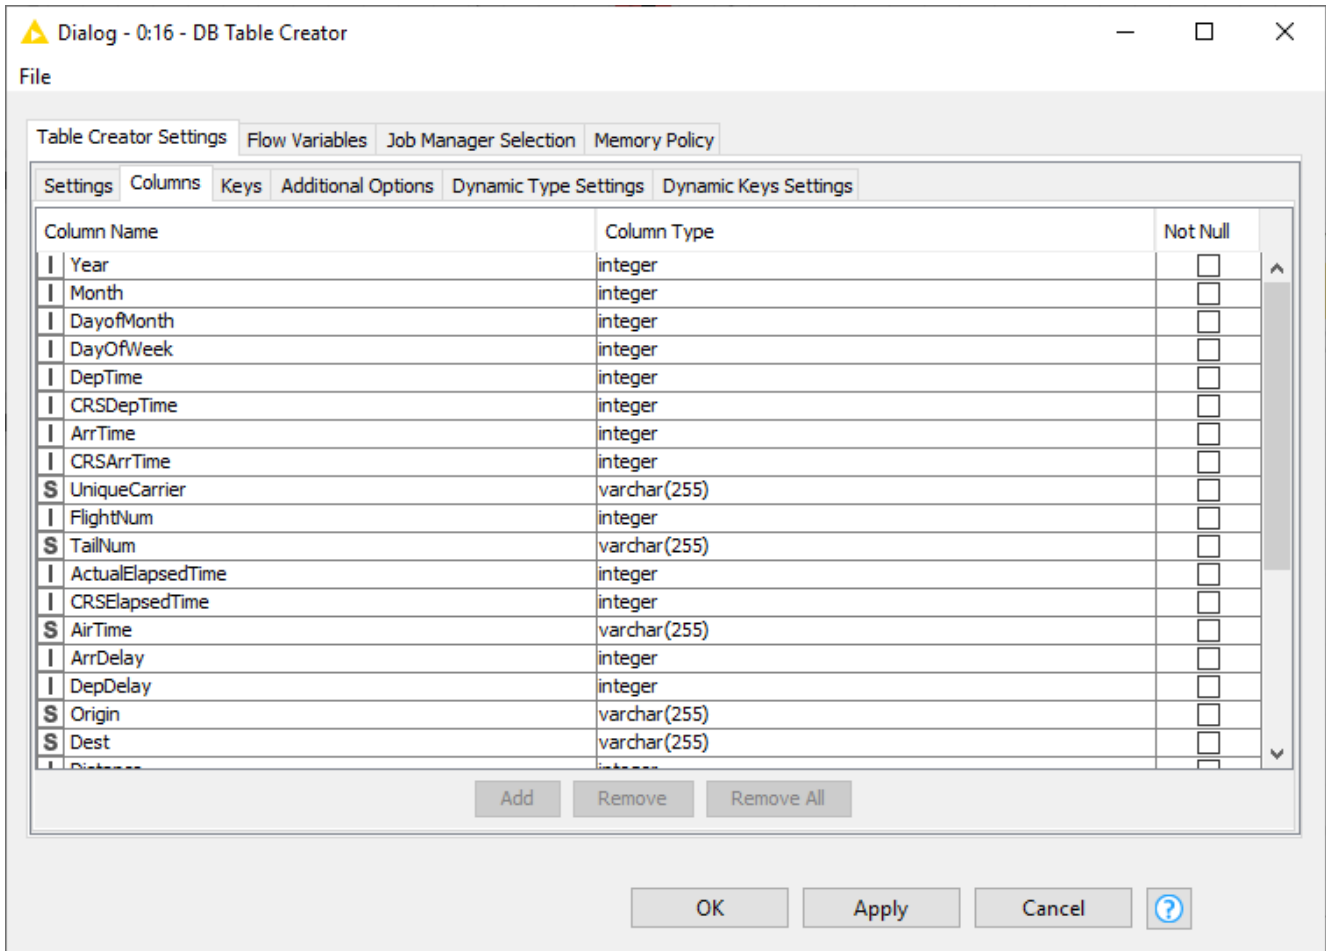 Dialog - 0:16 - DB Table Creator
File
Table Creator Settings Flow Variables Job Manager Selection Memory Policy
Settings Columns Keys Additional Options Dynamic Type Settings Dynamic Keys Settings
Column Name Column Type Not Null
I Year integer
I Month integer
I DayofMonth integer
I DayOfWeek integer
I DepTime integer
I CRSDepTime integer
I ArrTime integer
I CRSArrTime integer
S UniqueCarrier varchar(255)
I FlightNum integer
S TailNum varchar(255)
I ActualElapsedTime integer
I CRSElapsedTime integer
S AirTime varchar(255)
I ArrDelay integer
I DepDelay integer
S Origin varchar(255)
S Dest varchar(255)
I Distance integer
Add Remove Remove All
OK Apply Cancel ?